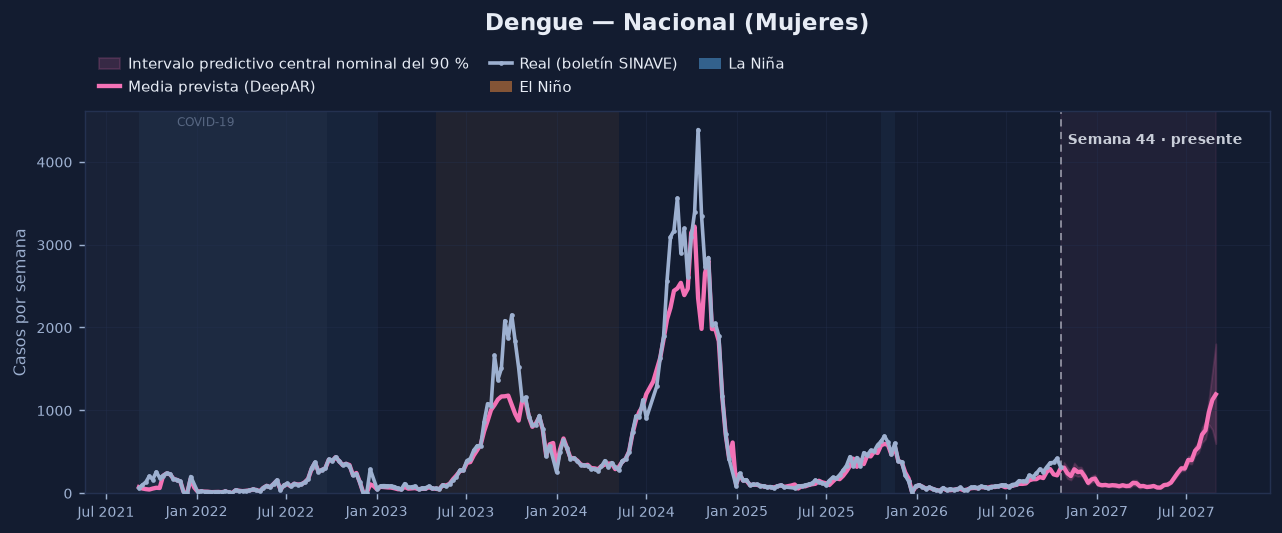 Dengue — Nacional (Mujeres)
Intervalo predictivo central nominal del 90 %
Real (boletín SINAVE)
La Niña
Media prevista (DeepAR)
El Niño
COVID-19
Semana 44 · presente
Casos por semana
4000
3000
2000
1000
0
Jul 2021
Jan 2022
Jul 2022
Jan 2023
Jul 2023
Jan 2024
Jul 2024
Jan 2025
Jul 2025
Jan 2026
Jul 2026
Jan 2027
Jul 2027